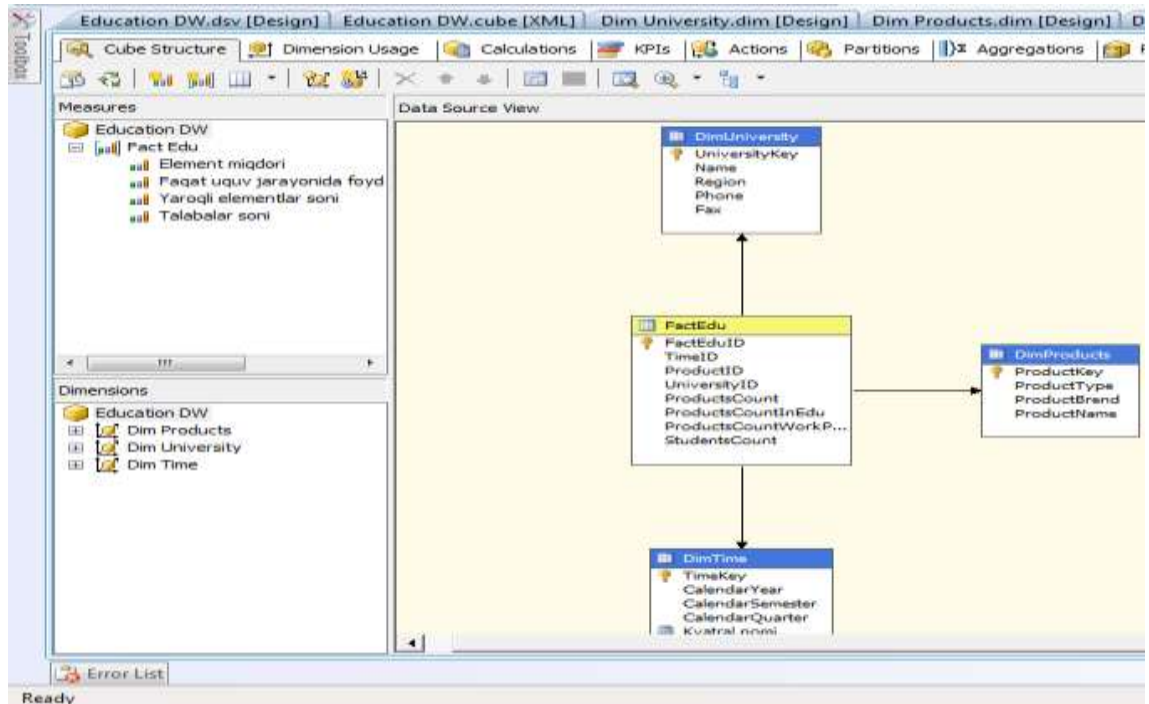 Education DW.dsv [Design] Education DW.cube [XML] Dim University.dim [Design] Dim Products.dim [Design] D
Toolbox
Cube Structure Dimension Usage Calculations KPIs Actions Partitions Aggregations
Measures
Education DW
Fact Edu
Element miqdori
Faqat uquv jarayonida foyd
Yaroqli elementlar soni
Talabalar soni
Dimensions
Education DW
Dim Products
Dim University
Dim Time
Data Source View
DimUniversity
UniversityKey
Name
Region
Phone
Fax
FactEdu
FactEduID
TimeID
ProductID
UniversityID
ProductsCount
ProductsCountInEdu
ProductsCountWorkP...
StudentsCount
DimProducts
ProductKey
ProductType
ProductBrend
ProductName
DimTime
TimeKey
CalendarYear
CalendarSemester
CalendarQuarter
Kvatral nomi
Error List
Ready